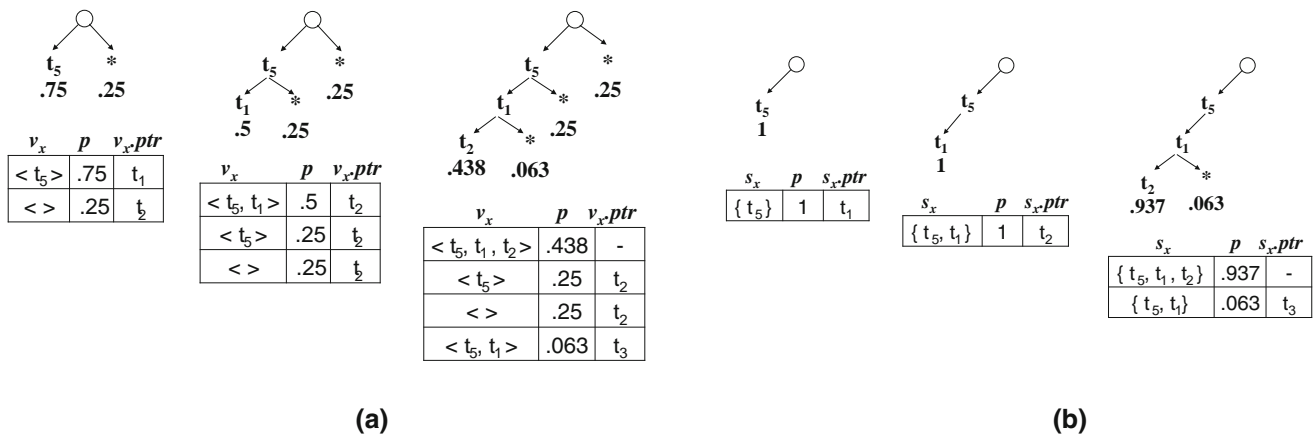 t5 *
.75 .25
vx p vx.ptr
< t5 > .75 t1
< > .25 t2
t5 *
.25
t1 *
.5 .25
vx p vx.ptr
< t5, t1 > .5 t2
< t5 > .25 t2
< > .25 t2
t5 *
.25
t1 *
.25
t2 *
.438 .063
vx p vx.ptr
< t5, t1 , t2 > .438 -
< t5 > .25 t2
< > .25 t2
< t5, t1 > .063 t3
(a)
t5
1
sx p sx.ptr
{ t5 } 1 t1
t5
t1
1
sx p sx.ptr
{ t5, t1 } 1 t2
t5
t1
t2 *
.937 .063
sx p sx.ptr
{ t5, t1 , t2 } .937 -
{ t5, t1 } .063 t3
(b)